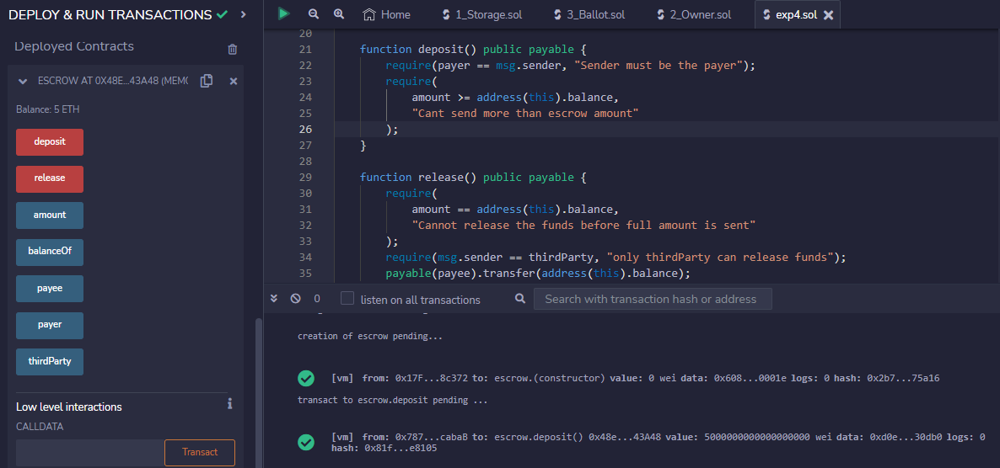 DEPLOY & RUN TRANSACTIONS
Deployed Contracts
ESCROW AT 0X48E...43A48 (MEMO
Balance: 5 ETH
deposit
release
amount
balanceOf
payee
payer
thirdParty
Low level interactions
i
CALLDATA
Transact
Home 1_Storage.sol 3_Ballot.sol 2_Owner.sol exp4.sol
20
21 function deposit() public payable {
22 require(payer == msg.sender, "Sender must be the payer");
23 require(
24 amount >= address(this).balance,
25 "Cant send more than escrow amount"
26 );
27 }
28
29 function release() public payable {
30 require(
31 amount == address(this).balance,
32 "Cannot release the funds before full amount is sent"
33 );
34 require(msg.sender == thirdParty, "only thirdParty can release funds");
35 payable(payee).transfer(address(this).balance);
0 listen on all transactions Search with transaction hash or address
creation of escrow pending...
[vm] from: 0x17F...8c372 to: escrow.(constructor) value: 0 wei data: 0x608...0001e logs: 0 hash: 0x2b7...75a16
transact to escrow.deposit pending ...
[vm] from: 0x787...cabaB to: escrow.deposit() 0x48e...43A48 value: 5000000000000000000 wei data: 0xd0e...30db0 logs: 0
hash: 0x81f...e8105